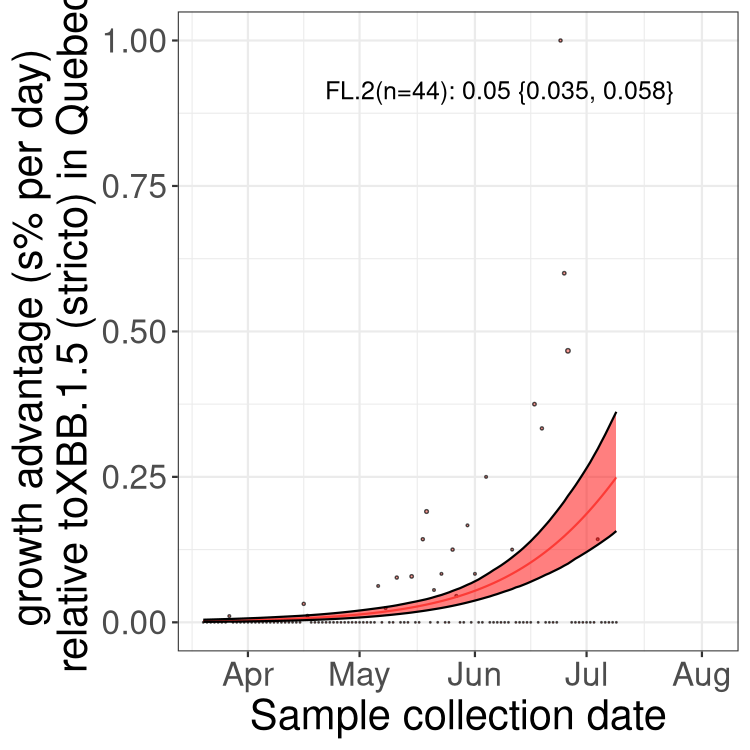 growth advantage (s% per day)
relative toXBB.1.5 (stricto) in Quebec
1.00
0.75
0.50
0.25
0.00
FL.2(n=44): 0.05 {0.035, 0.058}
Apr
May
Jun
Jul
Aug
Sample collection date